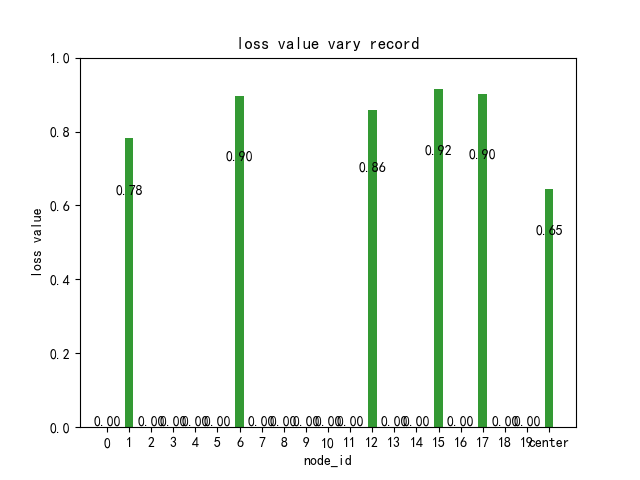 loss value vary record
1.0
0.8
0.6
0.4
0.2
0.0
loss value
0.00 0.78 0.00 0.00 0.00 0.00 0.90 0.00 0.00 0.00 0.00 0.00 0.86 0.00 0.00 0.92 0.00 0.90 0.00 0.00 0.65
0 1 2 3 4 5 6 7 8 9 10 11 12 13 14 15 16 17 18 19 center
node_id